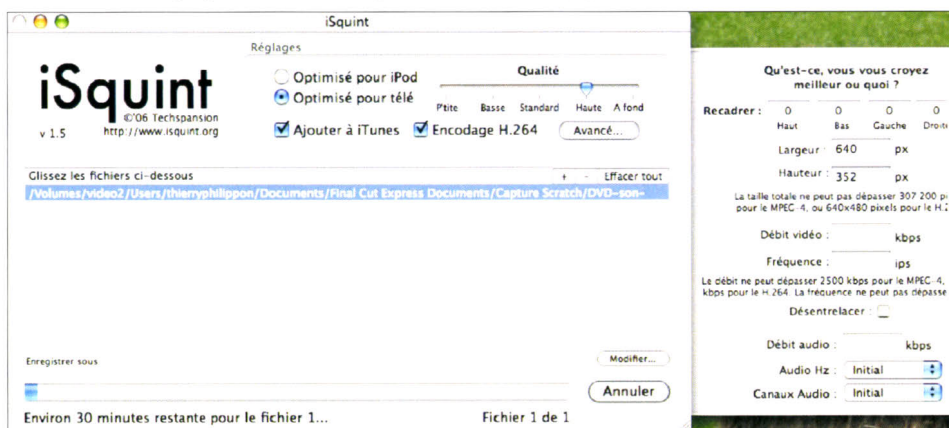 iSquint
Réglages
iSquint
©'06 Techspansion
v 1.5 http://www.isquint.org
Optimisé pour iPod
Optimisé pour télé
Qualité
P'tite Basse Standard Haute A fond
Ajouter à iTunes Encodage H.264 Avancé...
Glissez les fichiers ci-dessous + - Effacer tout
/Volumes/video2/Users/thierryphilippon/Documents/Final Cut Express Documents/Capture Scratch/DVD-son-
Enregistrer sous Modifier...
Annuler
Environ 30 minutes restante pour le fichier 1... Fichier 1 de 1
Qu'est-ce, vous vous croyez
meilleur ou quoi ?
Recadrer : 0 0 0 0
Haut Bas Gauche Droite
Largeur : 640 px
Hauteur : 352 px
La taille totale ne peut pas dépasser 307 200 pi
pour le MPEG-4, ou 640x480 pixels pour le H.2
Débit vidéo : kbps
Fréquence : ips
Le débit ne peut dépasser 2500 kbps pour le MPEG-4,
kbps pour le H.264. La fréquence ne peut pas dépasse
Désentrelacer :
Débit audio : kbps
Audio Hz : Initial
Canaux Audio : Initial